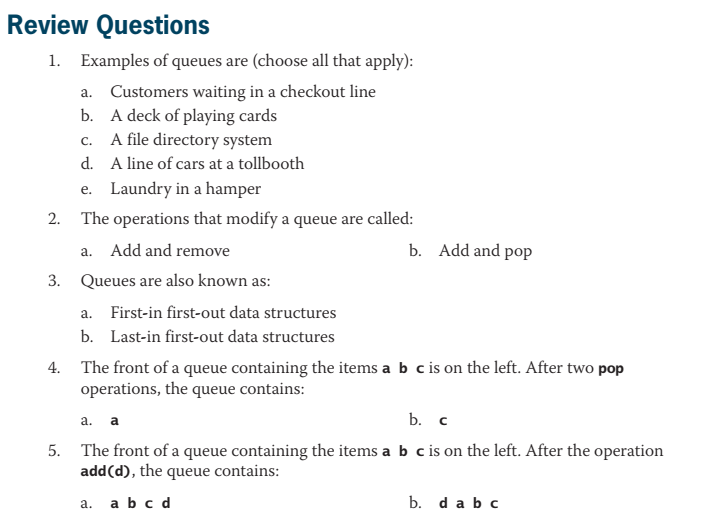 Review Questions
1. Examples of queues are (choose all that apply):
a. Customers waiting in a checkout line
b. A deck of playing cards
c. A file directory system
d. A line of cars at a tollbooth
e. Laundry in a hamper
2. The operations that modify a queue are called:
a. Add and remove b. Add and pop
3. Queues are also known as:
a. First-in first-out data structures
b. Last-in first-out data structures
4. The front of a queue containing the items a b c is on the left. After two pop
operations, the queue contains:
a. a b. c
5. The front of a queue containing the items a b c is on the left. After the operation
add(d), the queue contains:
a. a b c d b. d a b c